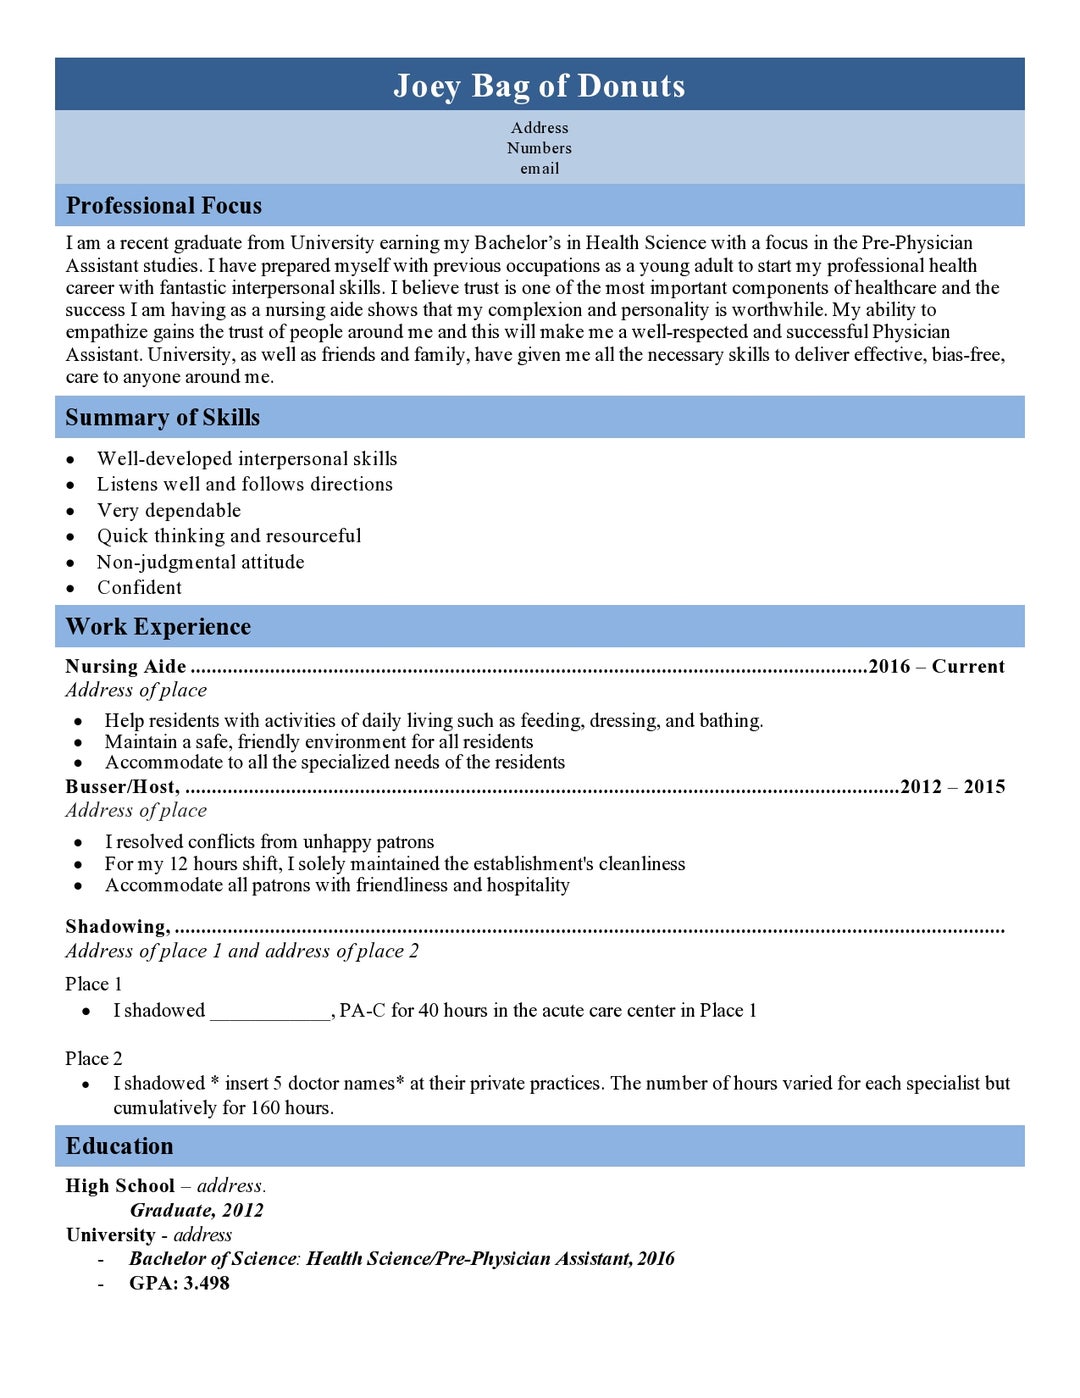 Joey Bag of Donuts
Address
Numbers
email
Professional Focus
I am a recent graduate from University earning my Bachelor’s in Health Science with a focus in the Pre-Physician
Assistant studies. I have prepared myself with previous occupations as a young adult to start my professional health
career with fantastic interpersonal skills. I believe trust is one of the most important components of healthcare and the
success I am having as a nursing aide shows that my complexion and personality is worthwhile. My ability to
empathize gains the trust of people around me and this will make me a well-respected and successful Physician
Assistant. University, as well as friends and family, have given me all the necessary skills to deliver effective, bias-free,
care to anyone around me.
Summary of Skills
• Well-developed interpersonal skills
• Listens well and follows directions
• Very dependable
• Quick thinking and resourceful
• Non-judgmental attitude
• Confident
Work Experience
Nursing Aide ................................................................................................................................2016 – Current
Address of place
• Help residents with activities of daily living such as feeding, dressing, and bathing.
• Maintain a safe, friendly environment for all residents
• Accommodate to all the specialized needs of the residents
Busser/Host, .......................................................................................................................................2012 – 2015
Address of place
• I resolved conflicts from unhappy patrons
• For my 12 hours shift, I solely maintained the establishment's cleanliness
• Accommodate all patrons with friendliness and hospitality
Shadowing, .............................................................................................................................................................
Address of place 1 and address of place 2
Place 1
• I shadowed ____________, PA-C for 40 hours in the acute care center in Place 1
Place 2
• I shadowed * insert 5 doctor names* at their private practices. The number of hours varied for each specialist but
cumulatively for 160 hours.
Education
High School – address.
Graduate, 2012
University - address
- Bachelor of Science: Health Science/Pre-Physician Assistant, 2016
- GPA: 3.498